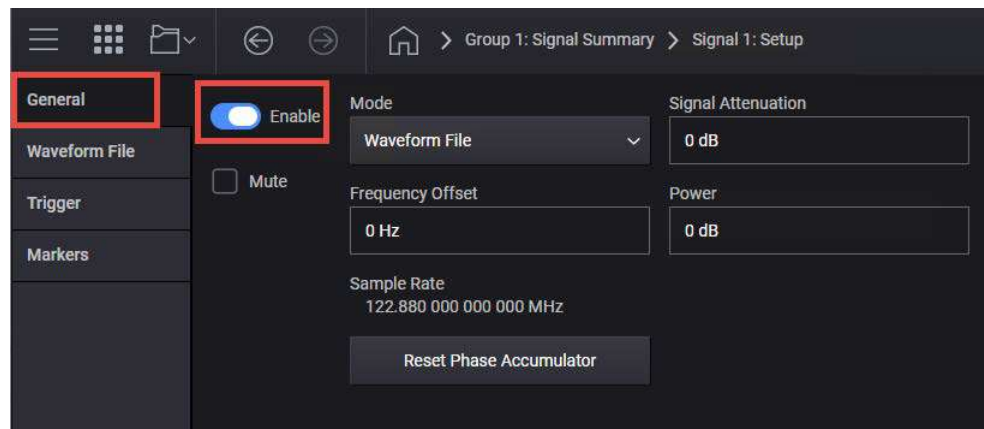 Group 1: Signal Summary > Signal 1: Setup
General
Waveform File
Trigger
Markers
Enable
Mute
Mode
Waveform File
Signal Attenuation
0 dB
Frequency Offset
0 Hz
Power
0 dB
Sample Rate
122.880 000 000 000 MHz
Reset Phase Accumulator